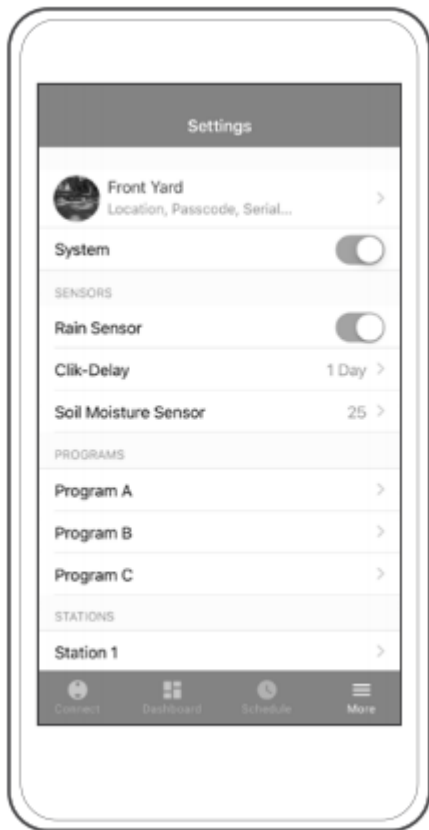 Settings
Front Yard
Location, Passcode, Serial...
System
SENSORS
Rain Sensor
Clik-Delay 1 Day
Soil Moisture Sensor 25
PROGRAMS
Program A
Program B
Program C
STATIONS
Station 1
Connect Dashboard Schedule More